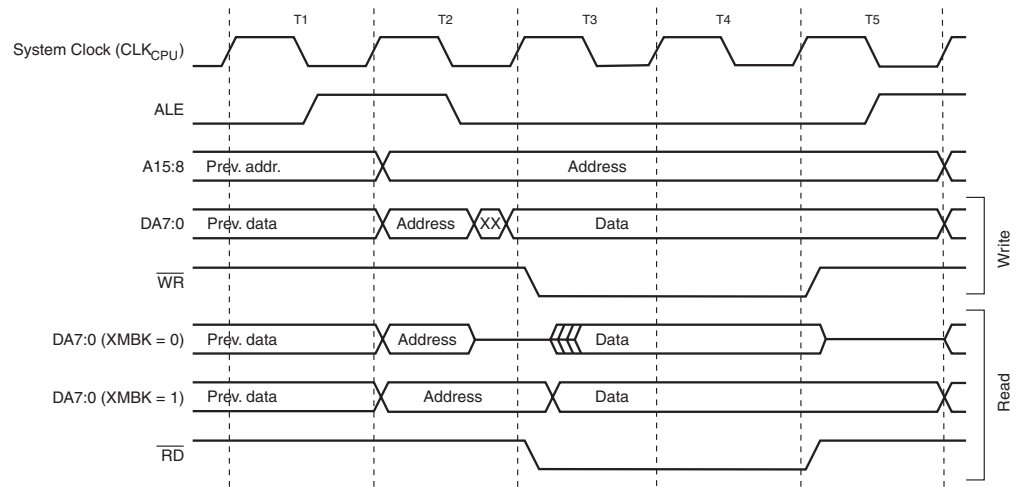 T1 T2 T3 T4 T5
System Clock (CLKCPU)
ALE
A15:8 Prev. addr. Address
DA7:0 Prev. data Address XX Data
WR
Write
DA7:0 (XMBK = 0) Prev. data Address Data
DA7:0 (XMBK = 1) Prev. data Address Data
RD
Read